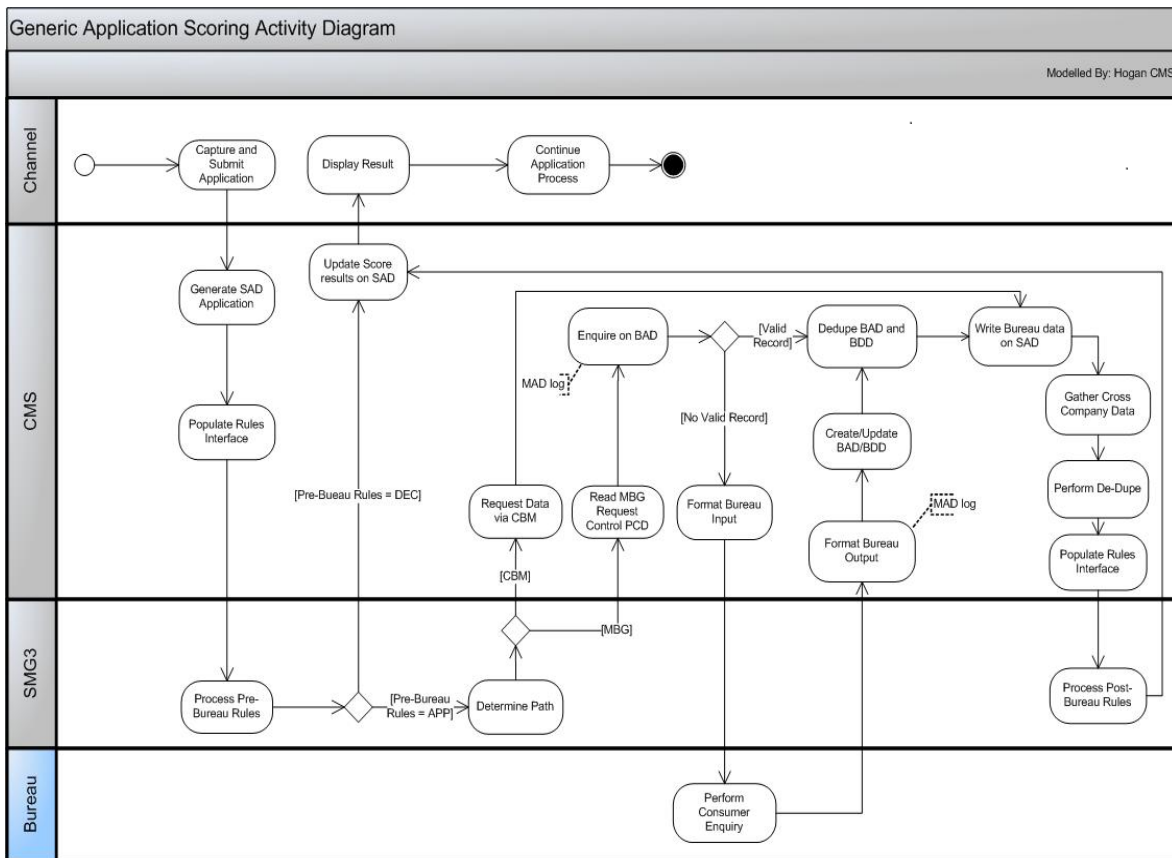 Generic Application Scoring Activity Diagram
Modelled By: Hogan CMS
Channel
Capture and
Submit
Application
Display Result
Continue
Application
Process
CMS
Generate SAD
Application
Update Score
results on SAD
Enquire on BAD
[Valid
Record]
Dedupe BAD and
BDD
Write Bureau data
on SAD
MAD log
Gather Cross
Company Data
Populate Rules
Interface
[No Valid Record]
Create/Update
BAD/BDD
[Pre-Bueau Rules = DEC]
Request Data
via CBM
Read MBG
Request
Control PCD
Format Bureau
Input
Perform De-Dupe
MAD log
Format Bureau
Output
Populate Rules
Interface
[CBM]
SMG3
[MBG]
Process Pre-
Bureau Rules
[Pre-Bureau
Rules = APP]
Determine Path
Process Post-
Bureau Rules
Bureau
Perform
Consumer
Enquiry